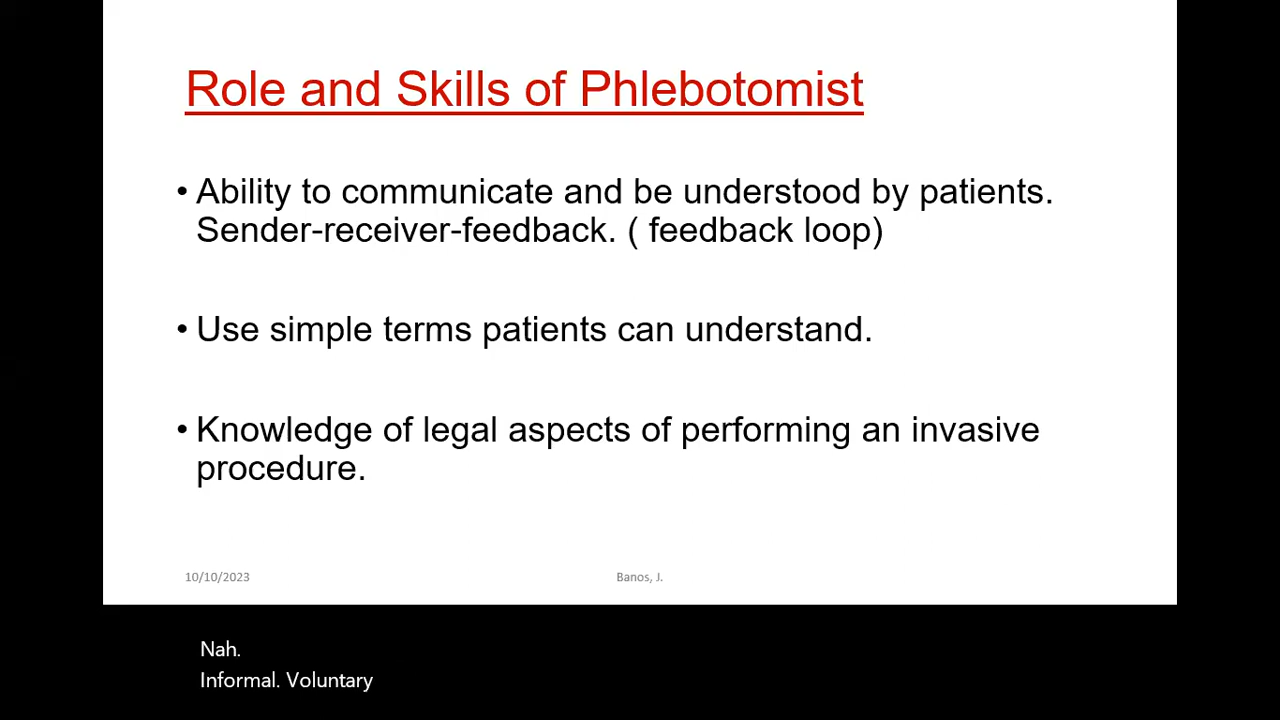 Role and Skills of Phlebotomist
• Ability to communicate and be understood by patients.
Sender-receiver-feedback. ( feedback loop)
• Use simple terms patients can understand.
• Knowledge of legal aspects of performing an invasive
procedure.
10/10/2023
Banos, J.
Nah.
Informal. Voluntary